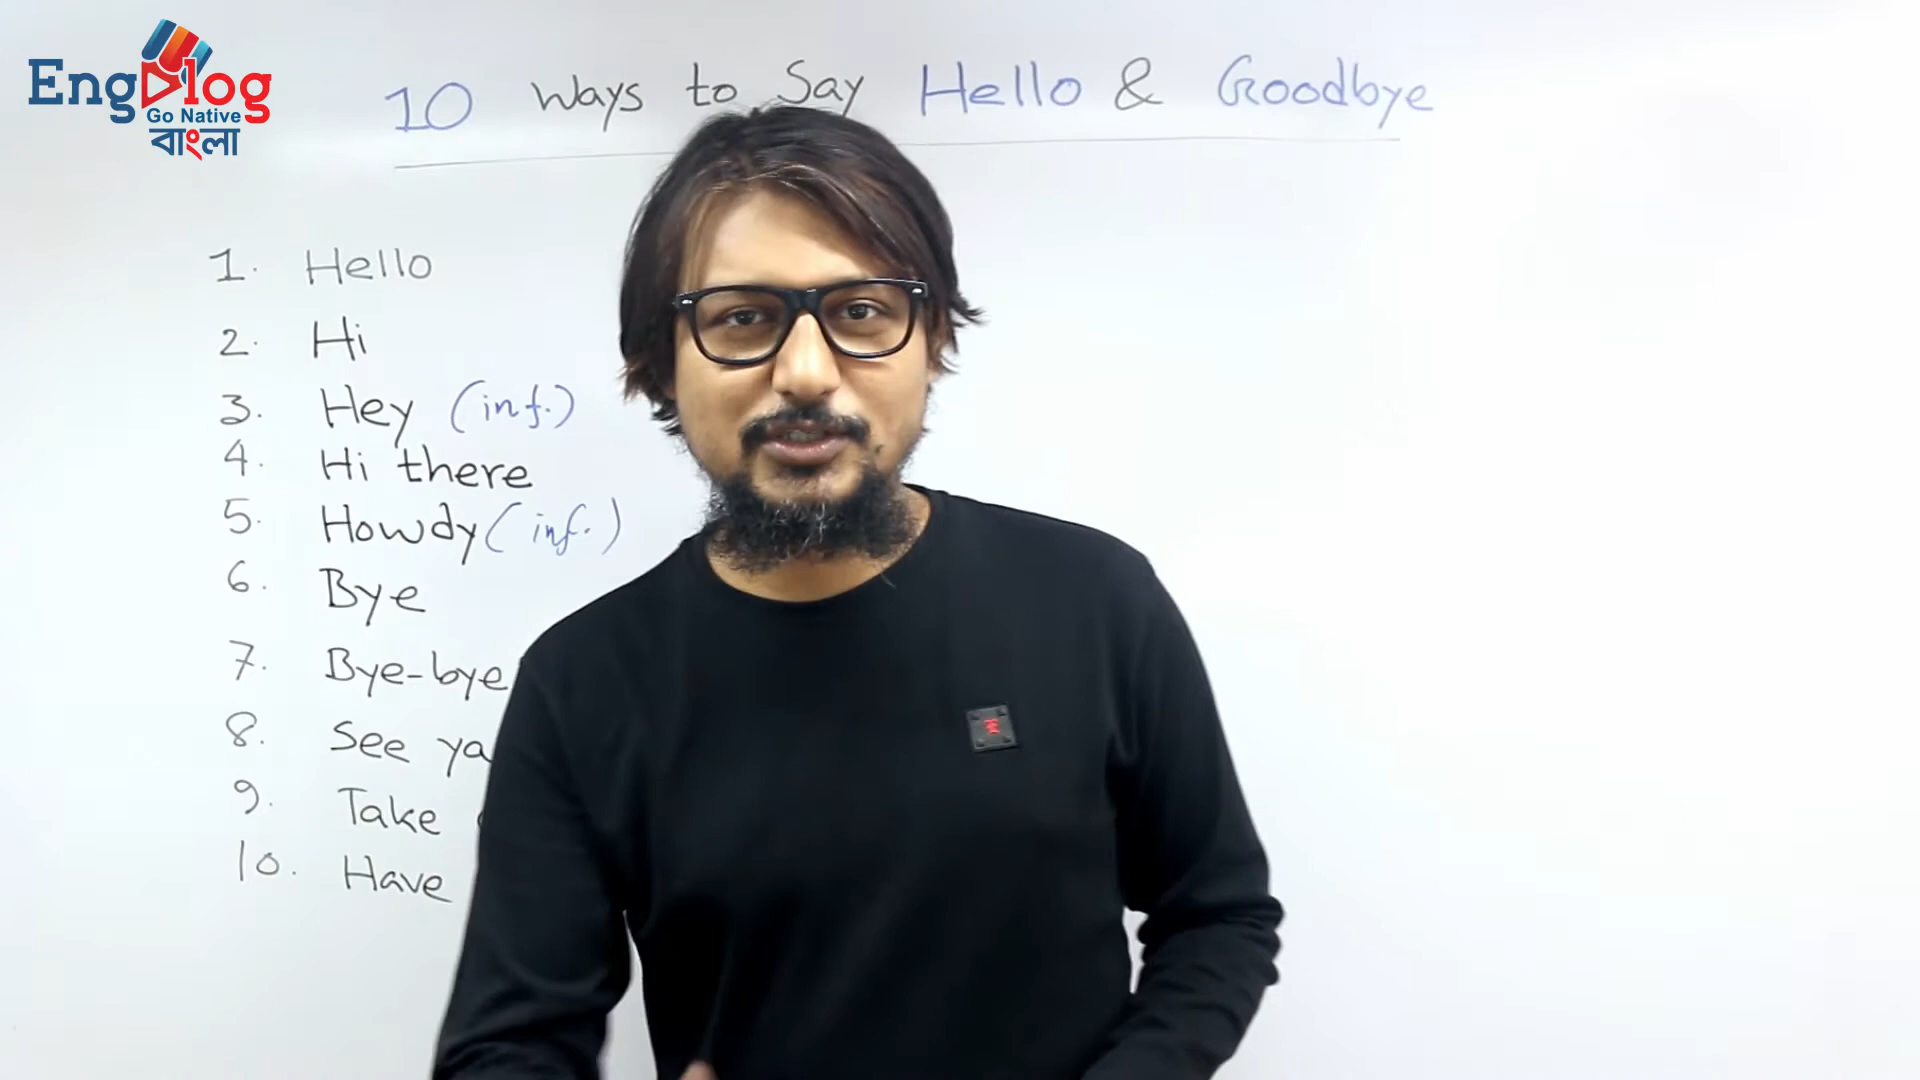 EngVlog
Go Native
বাংলা
10 Ways to Say Hello & Goodbye
1. Hello
2. Hi
3. Hey (inf.)
4. Hi there
5. Howdy (inf.)
6. Bye
7. Bye-bye
8. See ya
9. Take
10. Have